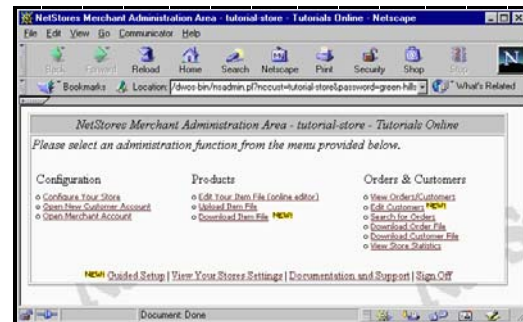 NetStores Merchant Administration Area - tutorial-store - Tutorials Online - Netscape
File Edit View Go Communicator Help
Back Forward Reload Home Search Netscape Print Security Shop Stop
Bookmarks Location: /dwos-bin/nsadmin.pl?nccust=tutorial-store&password=green-hills What's Related
NetStores Merchant Administration Area - tutorial-store - Tutorials Online
Please select an administration function from the menu provided below.
Configuration
Configure Your Store
Open New Customer Account
Open Merchant Account
Products
Edit Your Item File (online editor)
Upload Item File
Download Item File NEW!
Orders & Customers
View Orders/Customers
Edit Customers NEW!
Search for Orders
Download Order File
Download Customer File
View Store Statistics
NEW! Guided Setup | View Your Stores Settings | Documentation and Support | Sign Off
Document: Done